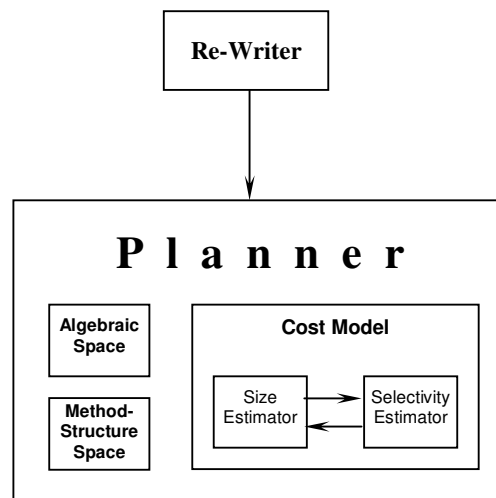 Re-Writer
P l a n n e r
Algebraic
Space
Cost Model
Size
Estimator
Selectivity
Estimator
Method-
Structure
Space